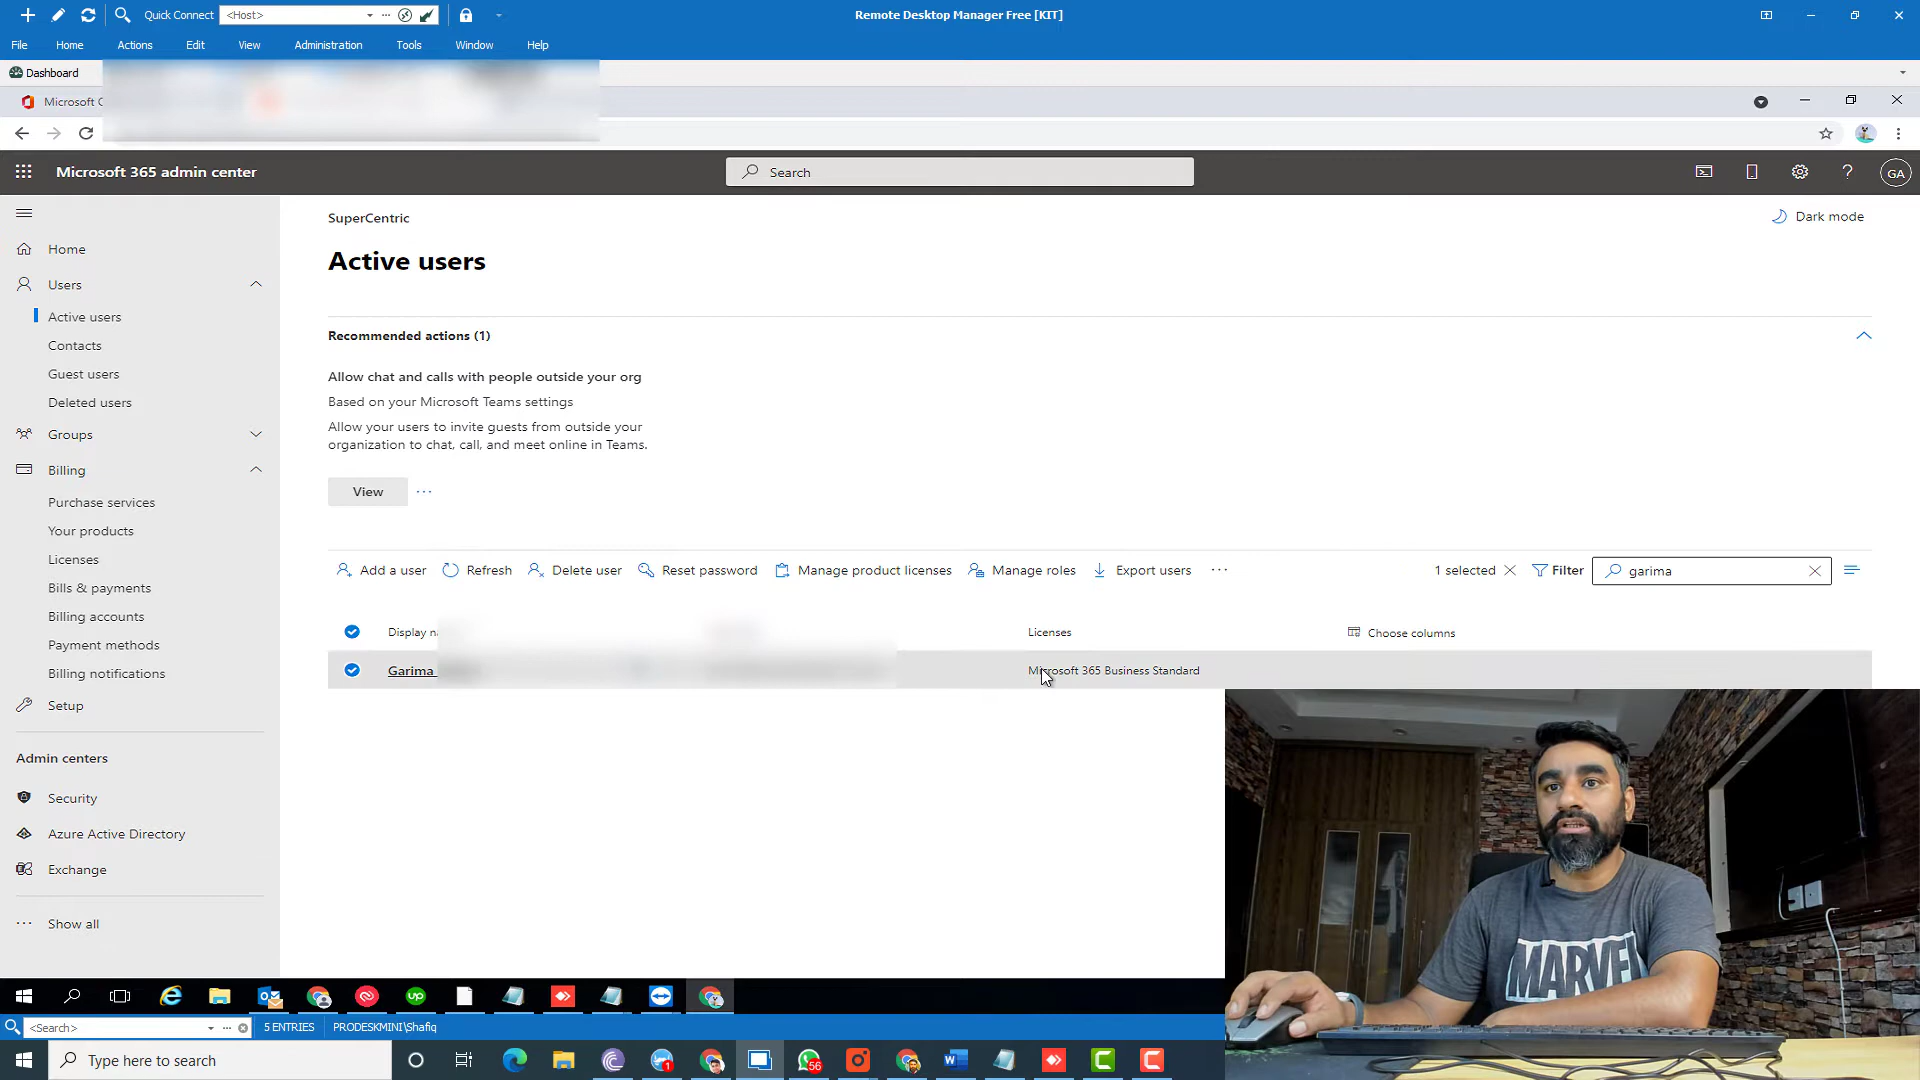 Quick Connect <Host> Remote Desktop Manager Free [KIT]
File Home Actions Edit View Administration Tools Window Help
Dashboard
Microsoft
Microsoft 365 admin center Search GA
SuperCentric Dark mode
Home
Users
Active users
Contacts
Guest users
Deleted users
Groups
Billing
Purchase services
Your products
Licenses
Bills & payments
Billing accounts
Payment methods
Billing notifications
Setup
Admin centers
Security
Azure Active Directory
Exchange
Show all
Active users
Recommended actions (1)
Allow chat and calls with people outside your org
Based on your Microsoft Teams settings
Allow your users to invite guests from outside your
organization to chat, call, and meet online in Teams.
View
Add a user Refresh Delete user Reset password Manage product licenses Manage roles Export users 1 selected Filter garima
Display Licenses Choose columns
Garima Microsoft 365 Business Standard
MARVEL
up
<Search> 5 ENTRIES PRODESKMINI\Shafiq
Type here to search 1 56